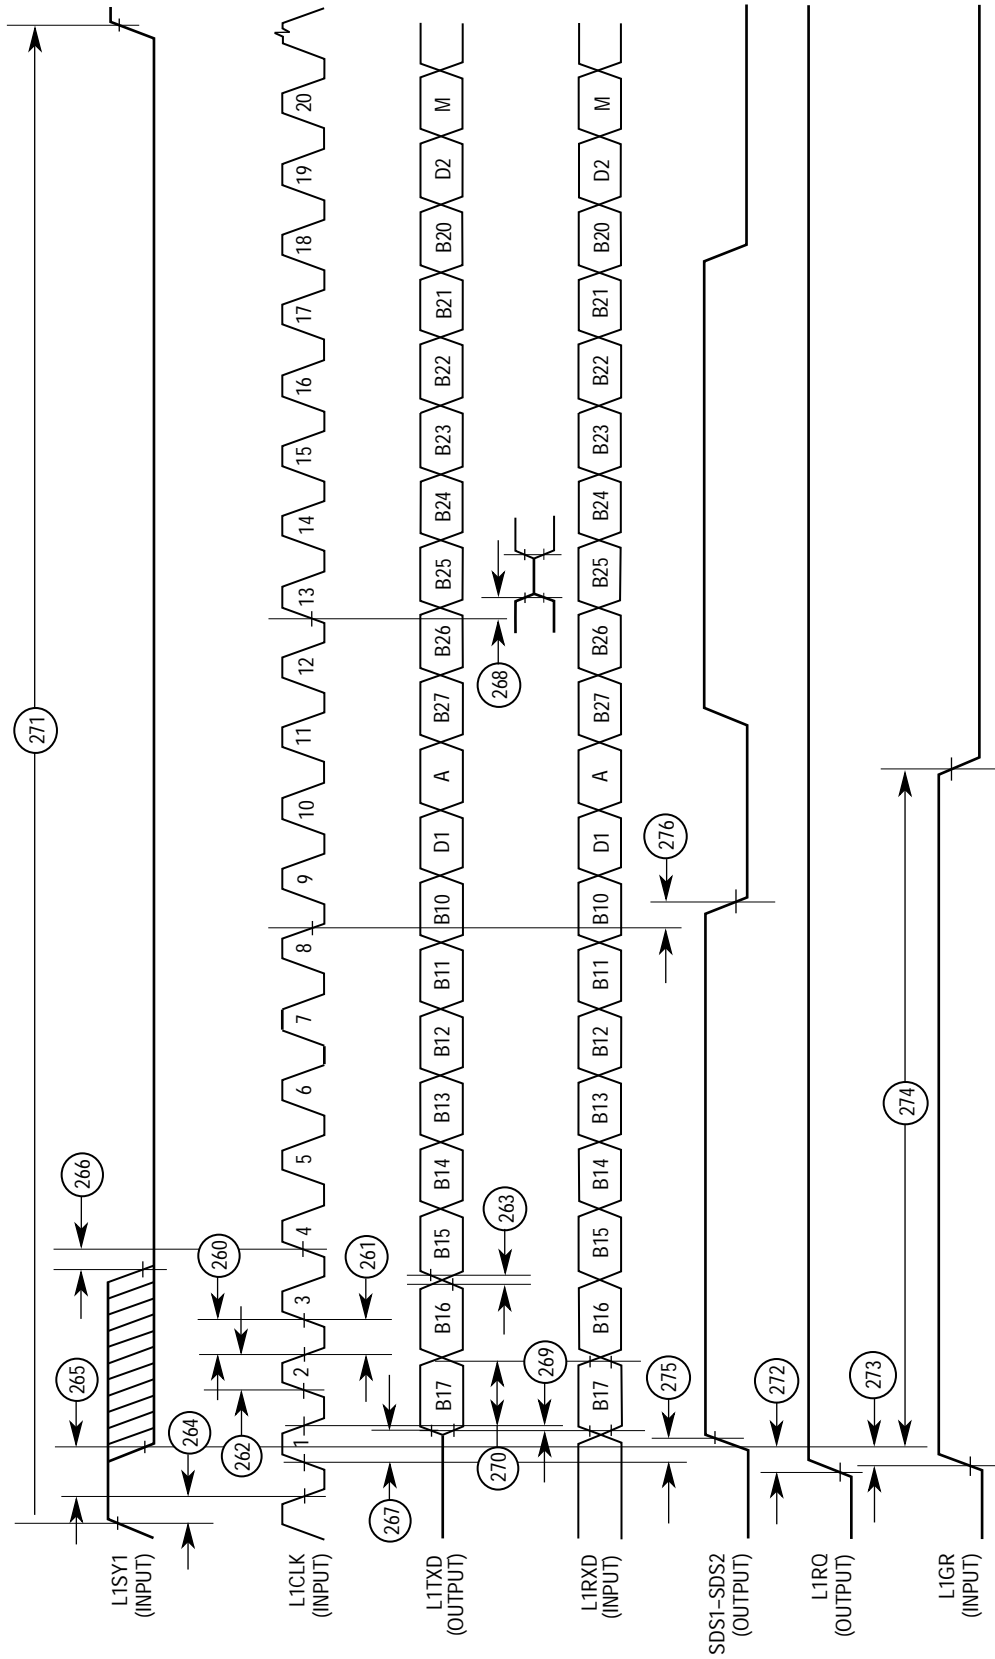 271
265
266
L1SY1
(INPUT)
264
260
262
L1CLK
(INPUT)
1 2 3 4 5 6 7 8 9 10 11 12 13 14 15 16 17 18 19 20
261
267
L1TXD
(OUTPUT)
B17 B16 B15 B14 B13 B12 B11 B10 D1 A B27 B26 B25 B24 B23 B22 B21 B20 D2 M
270
263
268
269
L1RXD
(INPUT)
B17 B16 B15 B14 B13 B12 B11 B10 D1 A B27 B26 B25 B24 B23 B22 B21 B20 D2 M
275
276
SDS1–SDS2
(OUTPUT)
272
L1RQ
(OUTPUT)
273
274
L1GR
(INPUT)